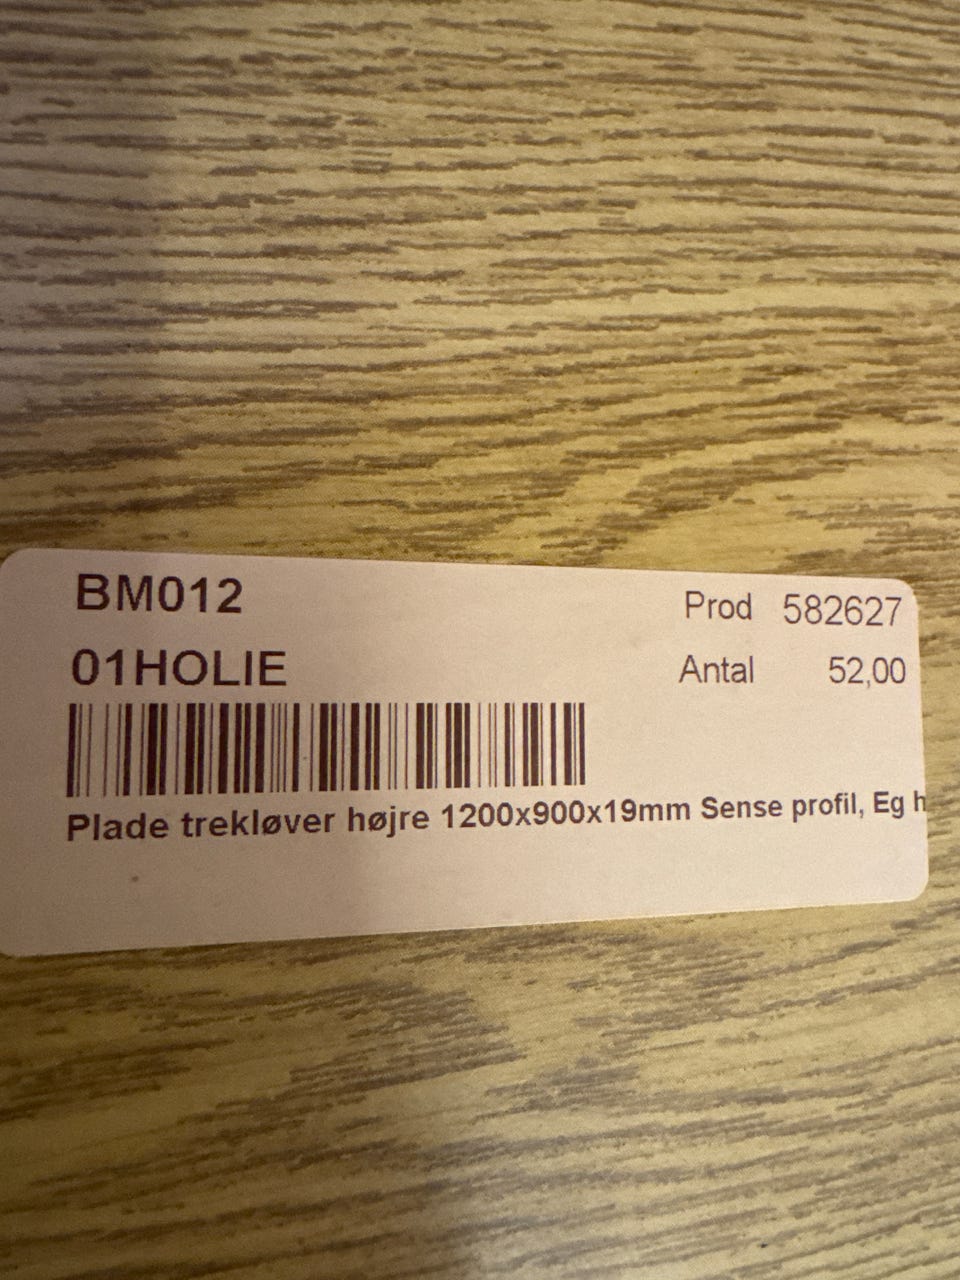 BM012
Prod 582627
01HOLIE
Antal 52,00
Plade trekløver højre 1200x900x19mm Sense profil, Eg h